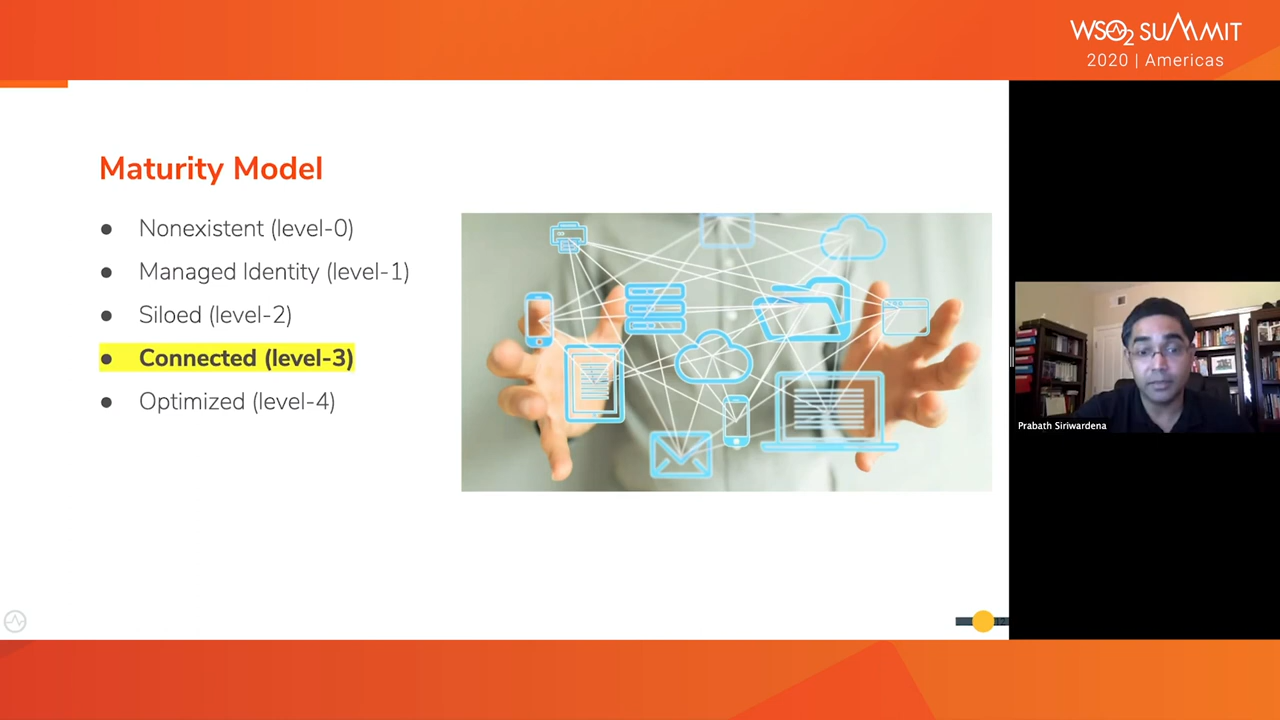 WSO2 SUMMIT
2020 | Americas
Maturity Model
● Nonexistent (level-0)
● Managed Identity (level-1)
● Siloed (level-2)
● Connected (level-3)
● Optimized (level-4)
Prabath Siriwardena
12